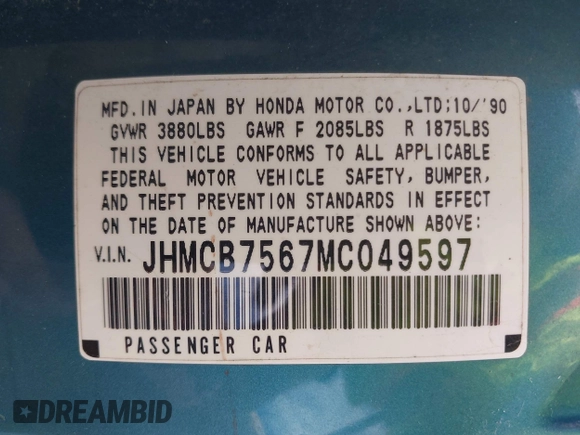 MFD.IN JAPAN BY HONDA MOTOR CO.,LTD;10/'90
GVWR 3880LBS GAWR F 2085LBS R 1875LBS
THIS VEHICLE CONFORMS TO ALL APPLICABLE
FEDERAL MOTOR VEHICLE SAFETY, BUMPER,
AND THEFT PREVENTION STANDARDS IN EFFECT
ON THE DATE OF MANUFACTURE SHOWN ABOVE:
V.I.N. JHMCB7567MC049597
PASSENGER CAR
DREAMBID